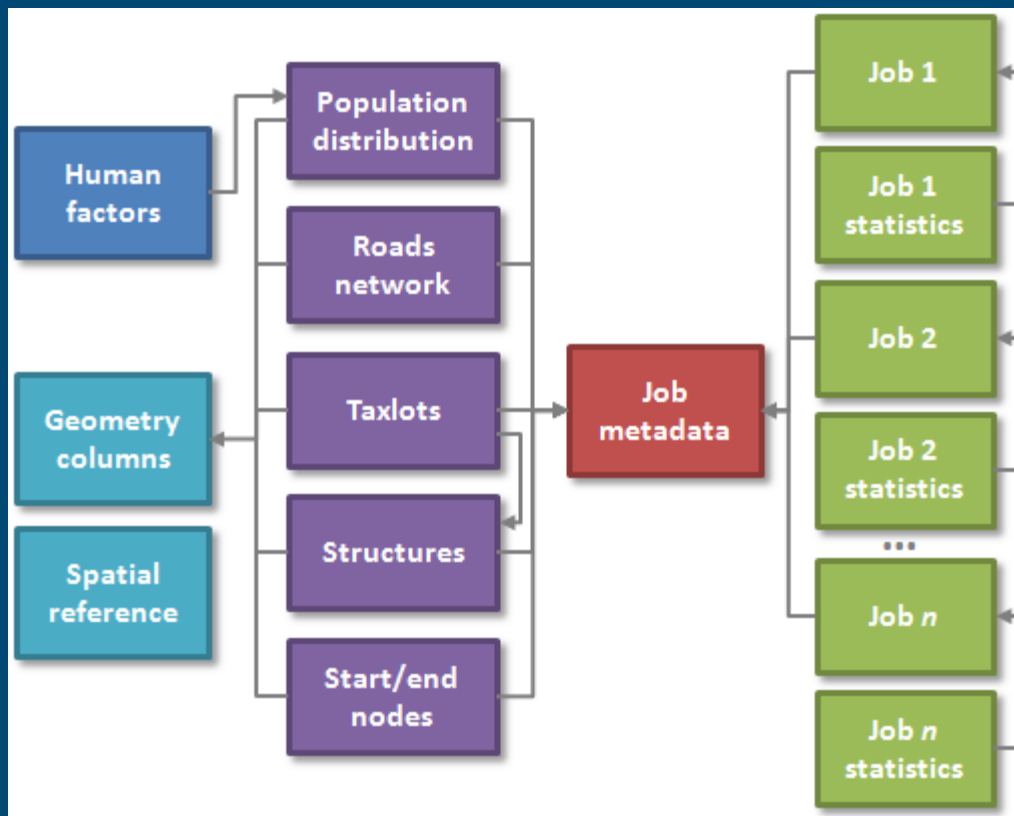 Human
factors
Geometry
columns
Spatial
reference
Population
distribution
Roads
network
Taxlots
Structures
Start/end
nodes
Job
metadata
Job 1
Job 1
statistics
Job 2
Job 2
statistics
...
Job n
Job n
statistics